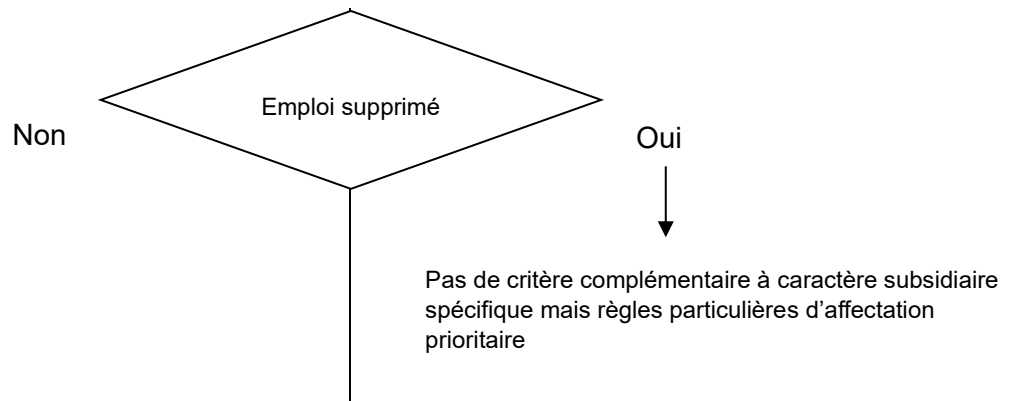 Emploi supprimé
Non
Oui
Pas de critère complémentaire à caractère subsidiaire
spécifique mais règles particulières d’affectation
prioritaire